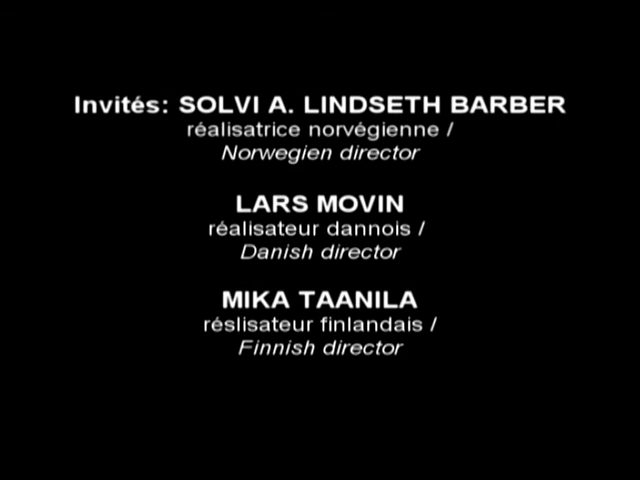 Invités: SOLVI A. LINDSETH BARBER
réalisatrice norvégienne /
Norwegien director
LARS MOVIN
réalisateur dannois /
Danish director
MIKA TAANILA
réslisateur finlandais /
Finnish director